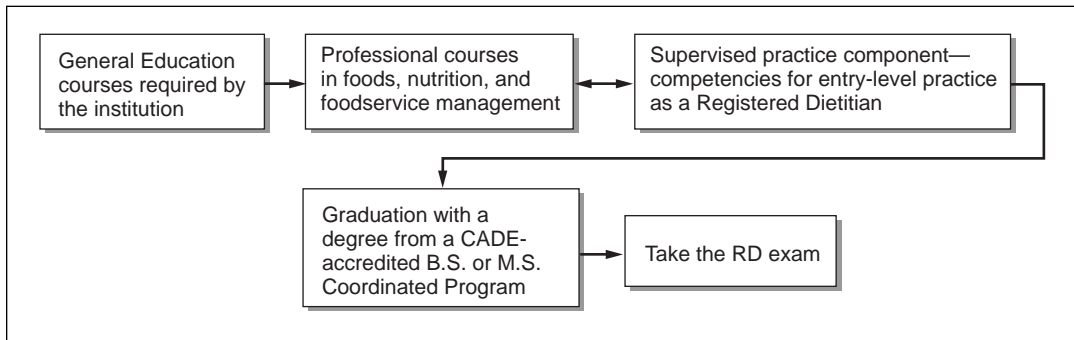 General Education
courses required by
the institution
Professional courses
in foods, nutrition, and
foodservice management
Supervised practice component—
competencies for entry-level practice
as a Registered Dietitian
Graduation with a
degree from a CADE-
accredited B.S. or M.S.
Coordinated Program
Take the RD exam